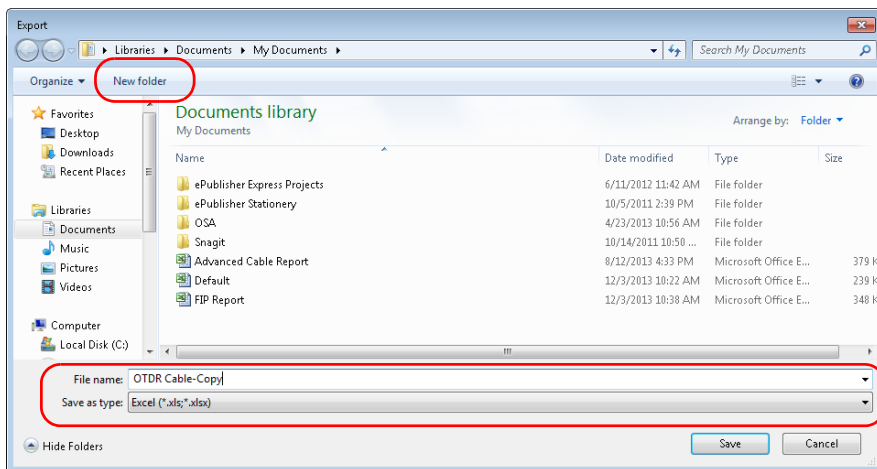 Export
Libraries Documents My Documents
Search My Documents
Organize New folder
Favorites
Desktop
Downloads
Recent Places
Libraries
Documents
Music
Pictures
Videos
Computer
Local Disk (C:)
Documents library
My Documents
Arrange by: Folder
Name Date modified Type Size
ePublisher Express Projects 6/11/2012 11:42 AM File folder
ePublisher Stationery 10/5/2011 2:39 PM File folder
OSA 4/23/2013 10:56 AM File folder
Snagit 10/14/2011 10:50 ... File folder
Advanced Cable Report 8/12/2013 4:33 PM Microsoft Office E... 379 K
Default 12/3/2013 10:22 AM Microsoft Office E... 239 K
FIP Report 12/3/2013 10:38 AM Microsoft Office E... 348 K
File name: OTDR Cable-Copy
Save as type: Excel (*.xls;*.xlsx)
Hide Folders
Save Cancel